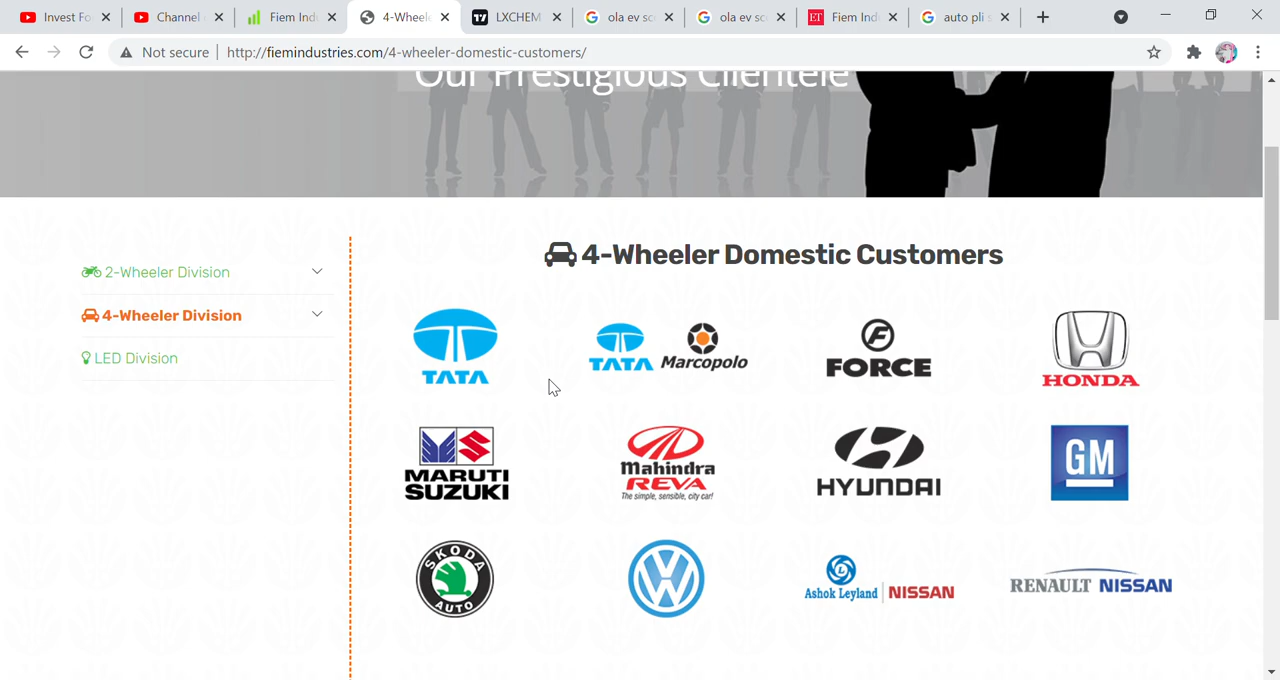 Invest Fo
Channel
Fiem Indu
4-Wheele
LXCHEM
ola ev sc
ola ev sc
ET
Fiem Ind
auto pli s
Not secure
http://fiemindustries.com/4-wheeler-domestic-customers/
Our Prestigious Clientele
4-Wheeler Domestic Customers
2-Wheeler Division
4-Wheeler Division
LED Division
TATA
TATA Marcopolo
FORCE
HONDA
MARUTI
SUZUKI
Mahindra
REVA
The simple, sensible, city car!
HYUNDAI
GM
SKODA
AUTO
VW
Ashok Leyland NISSAN
RENAULT NISSAN